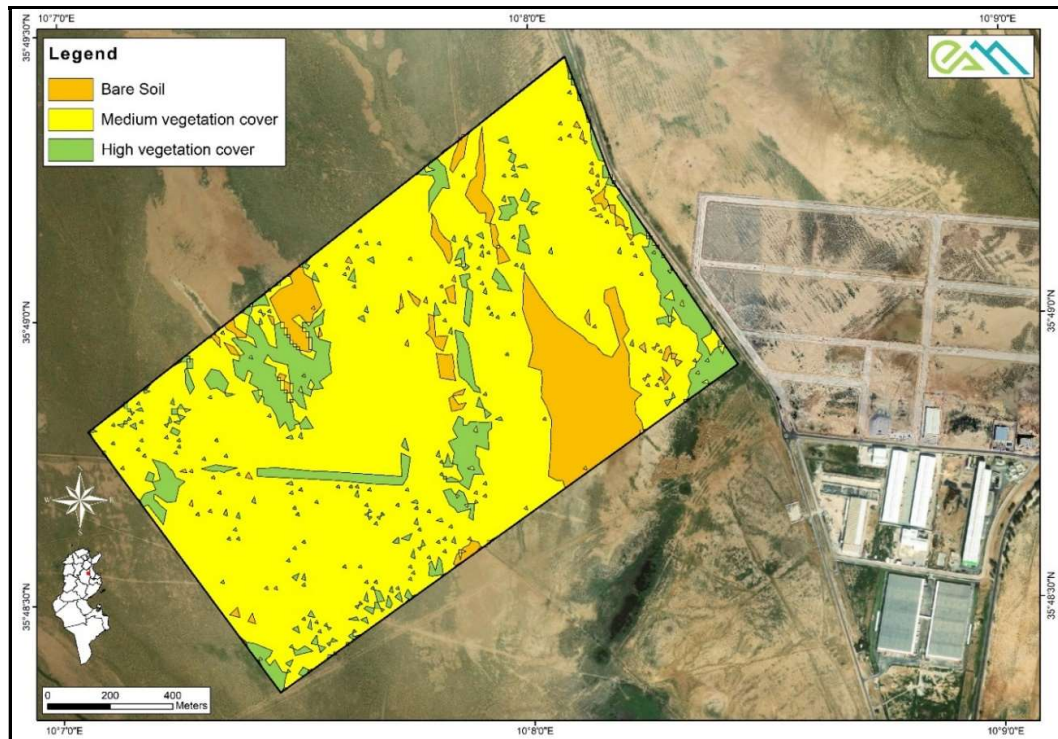 10°7'0"E
10°8'0"E
10°9'0"E
35°49'30"N
Legend
Bare Soil
Medium vegetation cover
High vegetation cover
eam
35°49'0"N
35°49'0"N
N
W
E
S
35°48'30"N
35°48'30"N
0 200 400
Meters
10°7'0"E
10°8'0"E
10°9'0"E